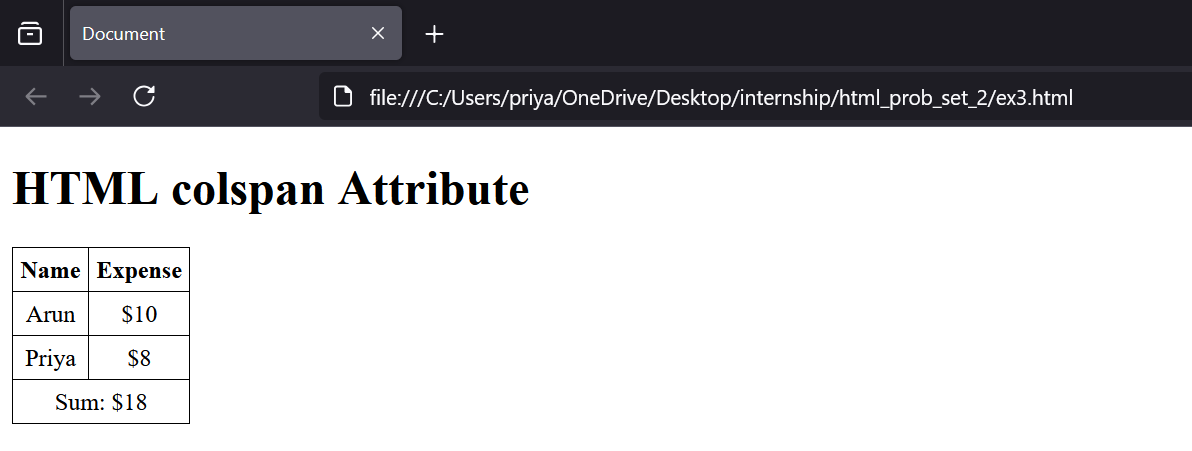 Document
file:///C:/Users/priya/OneDrive/Desktop/internship/html_prob_set_2/ex3.html
HTML colspan Attribute
Name Expense
Arun $10
Priya $8
Sum: $18